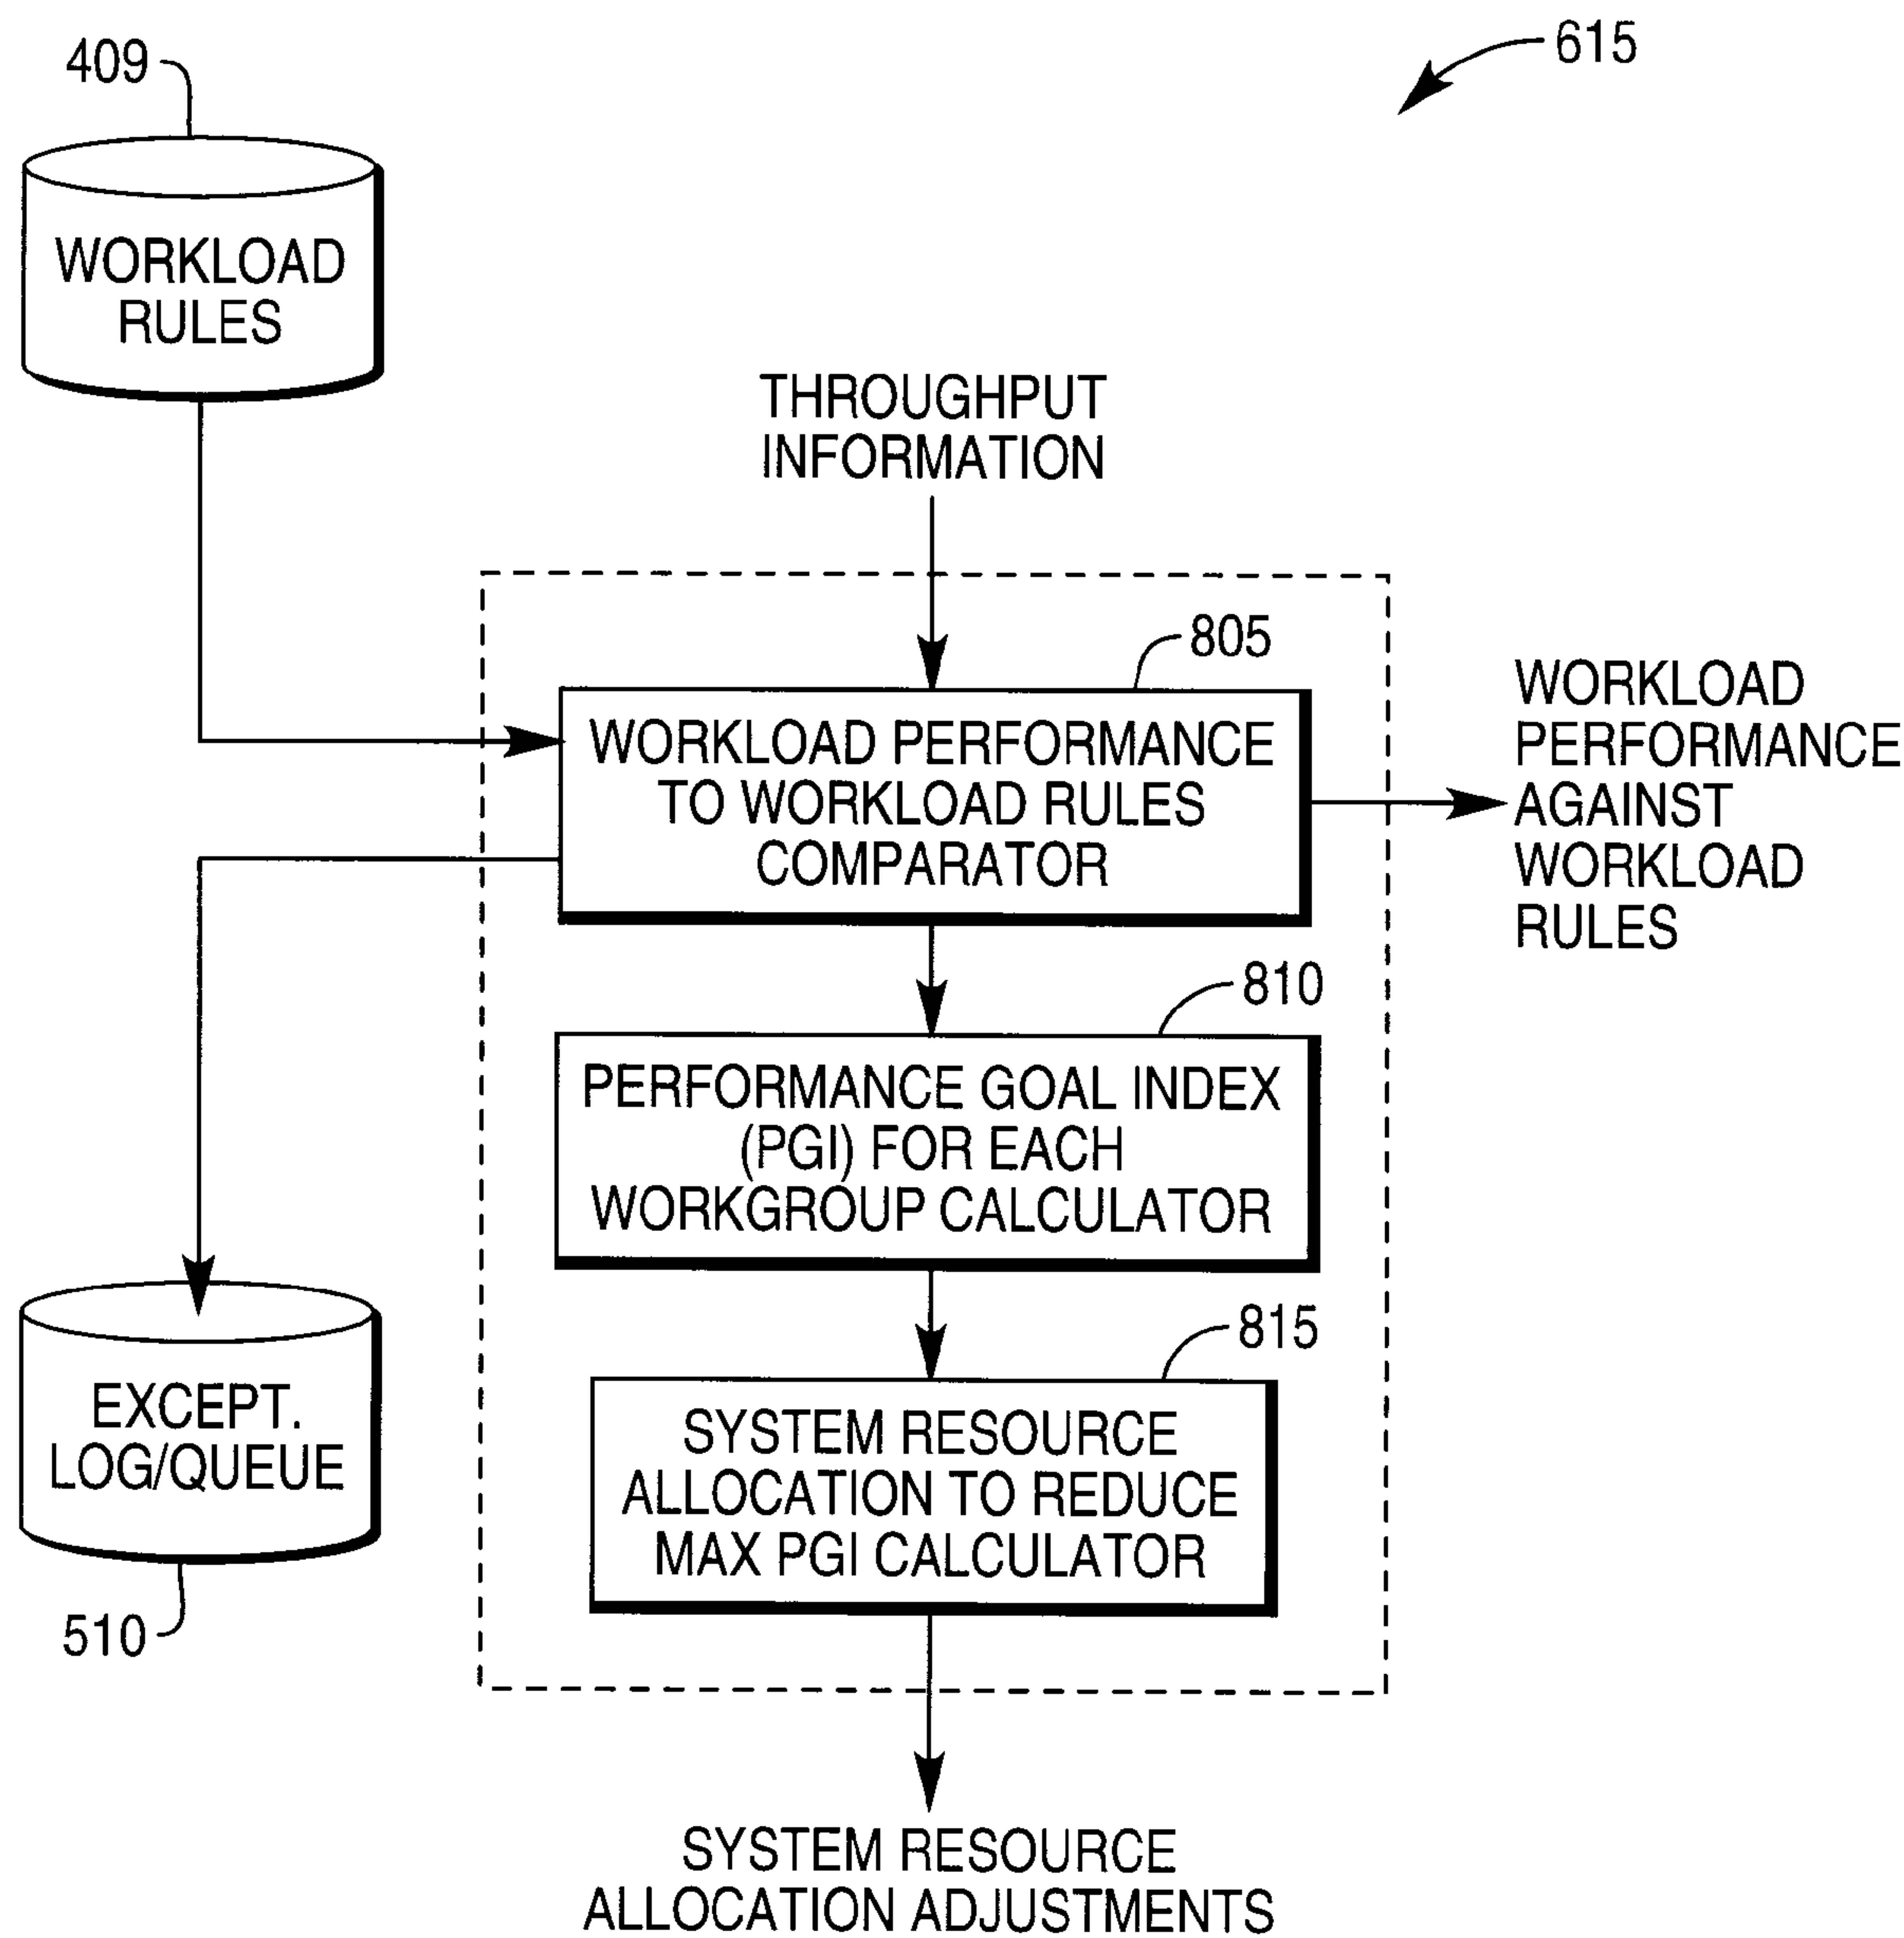 615
409
WORKLOAD
RULES
THROUGHPUT
INFORMATION
805
WORKLOAD PERFORMANCE
TO WORKLOAD RULES
COMPARATOR
WORKLOAD
PERFORMANCE
AGAINST
WORKLOAD
RULES
810
PERFORMANCE GOAL INDEX
(PGI) FOR EACH
WORKGROUP CALCULATOR
815
SYSTEM RESOURCE
ALLOCATION TO REDUCE
MAX PGI CALCULATOR
EXCEPT.
LOG/QUEUE
510
SYSTEM RESOURCE
ALLOCATION ADJUSTMENTS